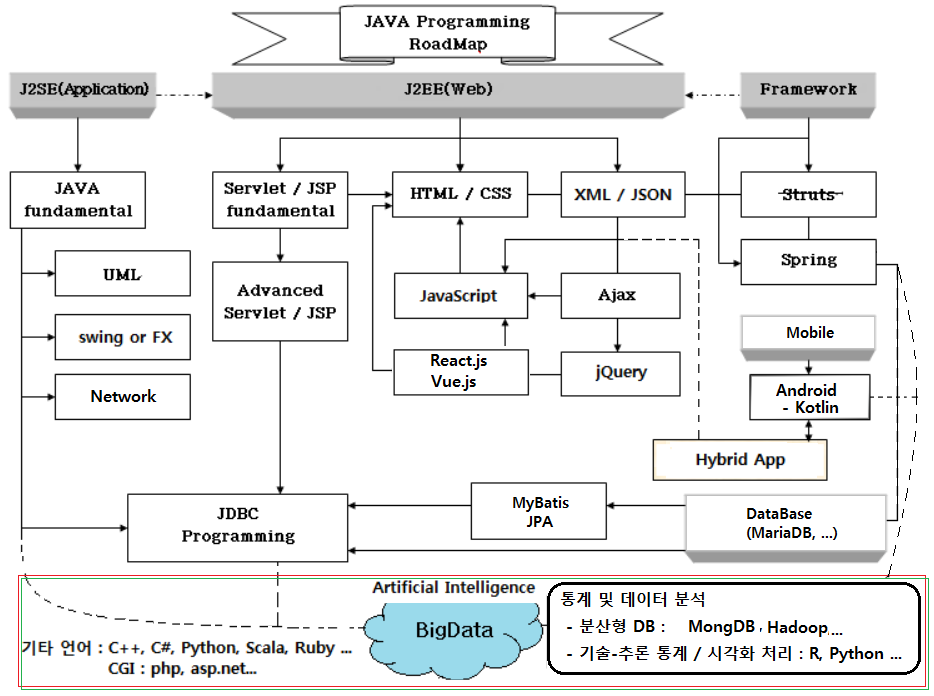 JAVA Programming
RoadMap
J2SE(Application)
J2EE(Web)
Framework
JAVA
fundamental
Servlet / JSP
fundamental
HTML / CSS
XML / JSON
Struts
UML
Advanced
Servlet / JSP
JavaScript
Ajax
Spring
swing or FX
React.js
Vue.js
jQuery
Mobile
Network
Android
- Kotlin
Hybrid App
JDBC
Programming
MyBatis
JPA
DataBase
(MariaDB, ...)
Artificial Intelligence
BigData
기타 언어 : C++, C#, Python, Scala, Ruby ...
CGI : php, asp.net...
통계 및 데이터 분석
- 분산형 DB : MongDB, Hadoop...
- 기술-추론 통계 / 시각화 처리 : R, Python ...